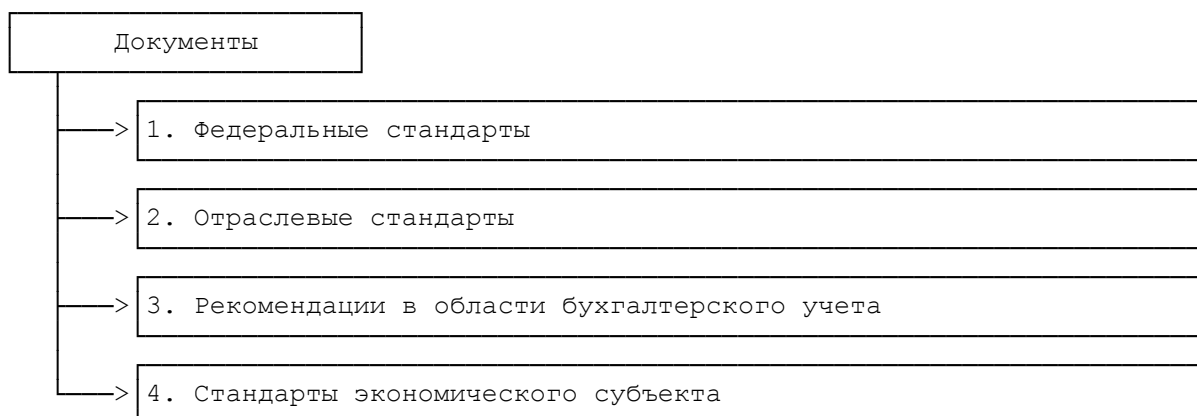 Документы
1. Федеральные стандарты
2. Отраслевые стандарты
3. Рекомендации в области бухгалтерского учета
4. Стандарты экономического субъекта